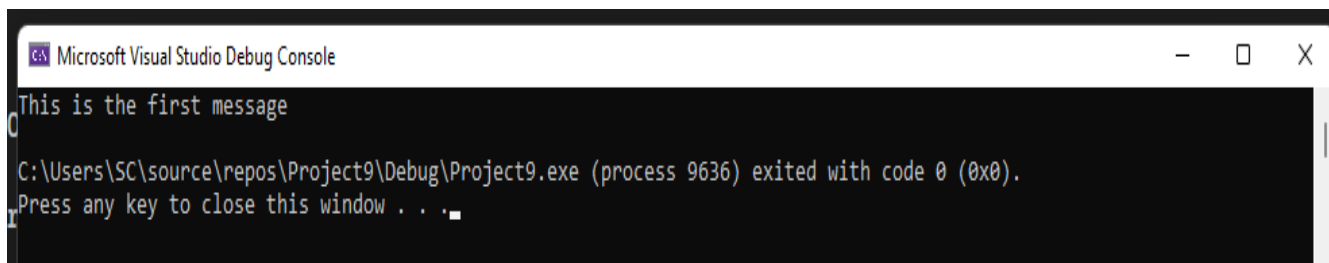 Microsoft Visual Studio Debug Console
This is the first message
C:\Users\SC\source\repos\Project9\Debug\Project9.exe (process 9636) exited with code 0 (0x0).
Press any key to close this window . . .